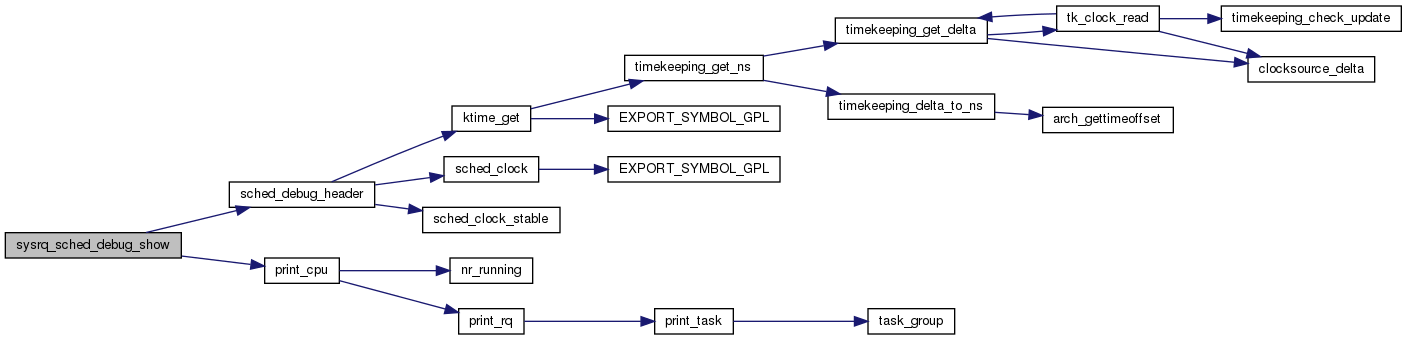 sysrq_sched_debug_show
sched_debug_header
print_cpu
ktime_get
sched_clock
sched_clock_stable
nr_running
print_rq
timekeeping_get_ns
EXPORT_SYMBOL_GPL
EXPORT_SYMBOL_GPL
print_task
timekeeping_get_delta
timekeeping_delta_to_ns
task_group
tk_clock_read
arch_gettimeoffset
timekeeping_check_update
clocksource_delta